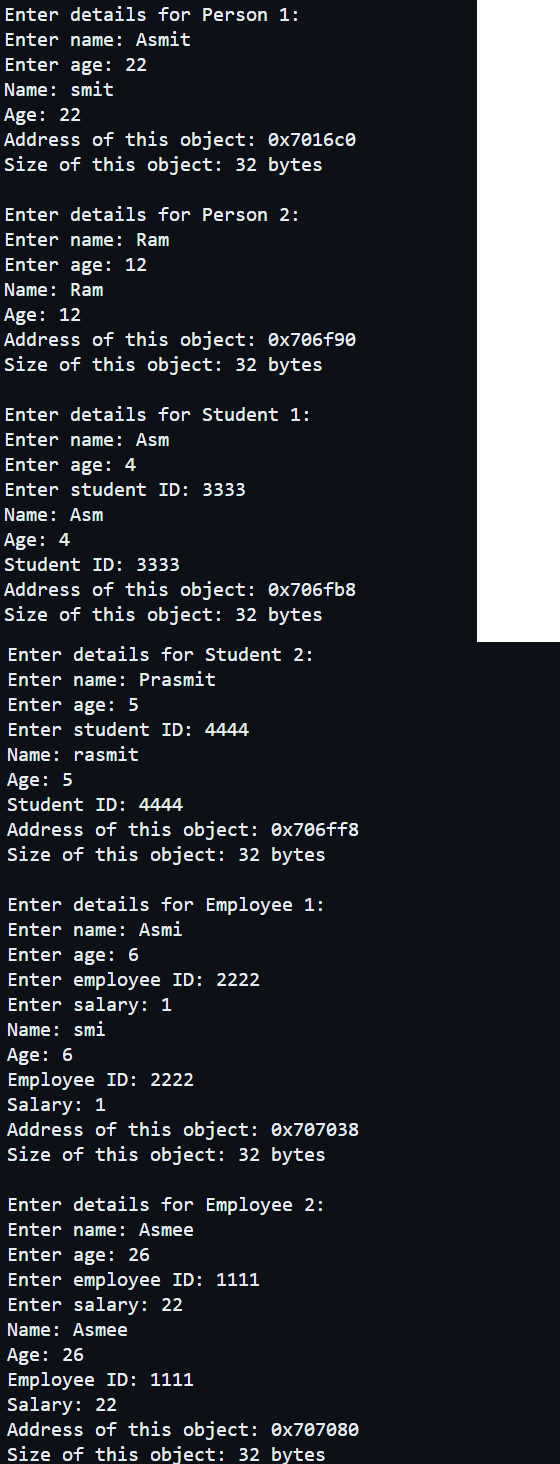 Enter details for Person 1:
Enter name: Asmit
Enter age: 22
Name: smit
Age: 22
Address of this object: 0x7016c0
Size of this object: 32 bytes
Enter details for Person 2:
Enter name: Ram
Enter age: 12
Name: Ram
Age: 12
Address of this object: 0x706f90
Size of this object: 32 bytes
Enter details for Student 1:
Enter name: Asm
Enter age: 4
Enter student ID: 3333
Name: Asm
Age: 4
Student ID: 3333
Address of this object: 0x706fb8
Size of this object: 32 bytes
Enter details for Student 2:
Enter name: Prasmit
Enter age: 5
Enter student ID: 4444
Name: rasmit
Age: 5
Student ID: 4444
Address of this object: 0x706ff8
Size of this object: 32 bytes
Enter details for Employee 1:
Enter name: Asmi
Enter age: 6
Enter employee ID: 2222
Enter salary: 1
Name: smi
Age: 6
Employee ID: 2222
Salary: 1
Address of this object: 0x707038
Size of this object: 32 bytes
Enter details for Employee 2:
Enter name: Asmee
Enter age: 26
Enter employee ID: 1111
Enter salary: 22
Name: Asmee
Age: 26
Employee ID: 1111
Salary: 22
Address of this object: 0x707080
Size of this object: 32 bytes